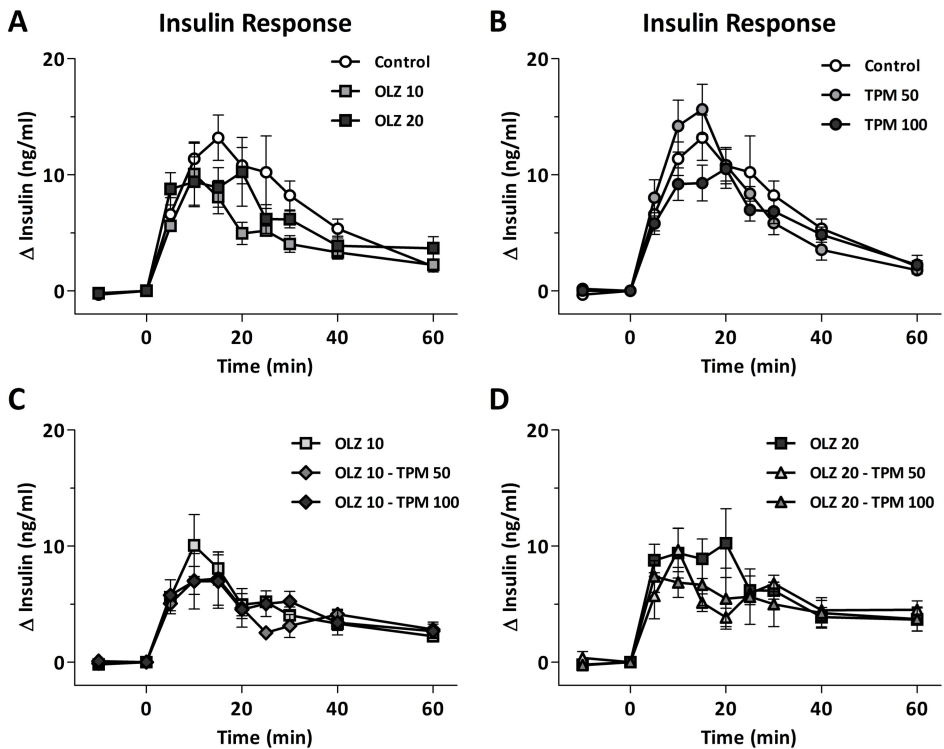 A
Insulin Response
Δ Insulin (ng/ml)
20
10
0
Control
OLZ 10
OLZ 20
0
20
40
60
Time (min)
B
Insulin Response
Δ Insulin (ng/ml)
20
10
0
Control
TPM 50
TPM 100
0
20
40
60
Time (min)
C
Δ Insulin (ng/ml)
20
10
0
OLZ 10
OLZ 10 - TPM 50
OLZ 10 - TPM 100
0
20
40
60
Time (min)
D
Δ Insulin (ng/ml)
20
10
0
OLZ 20
OLZ 20 - TPM 50
OLZ 20 - TPM 100
0
20
40
60
Time (min)